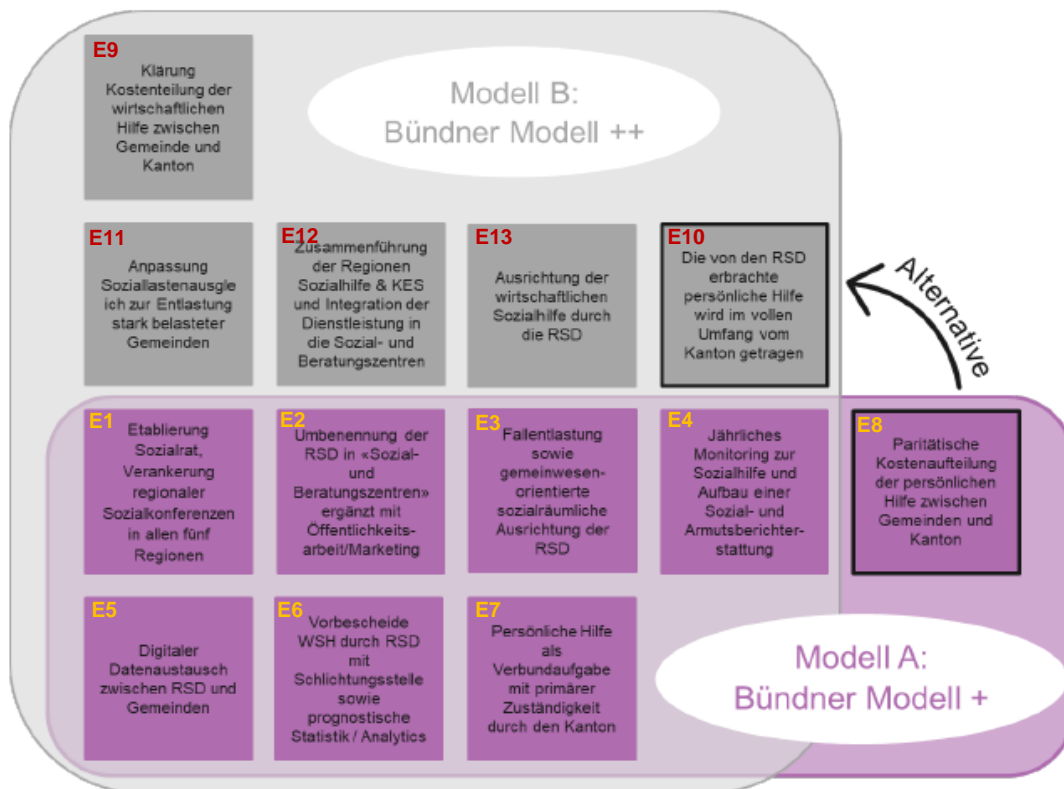 E9
Klärung
Kostenteilung der
wirtschaftlichen
Hilfe zwischen
Gemeinde und
Kanton
Modell B:
Bündner Modell ++
E11
Anpassung
Soziallastenausgle
ich zur Entlastung
stark belasteter
Gemeinden
E12
Zusammenführung
der Regionen
Sozialhilfe & KES
und Integration der
Dienstleistung in
die Sozial- und
Beratungszentren
E13
Ausrichtung der
wirtschaftlichen
Sozialhilfe durch
die RSD
E10
Die von den RSD
erbrachte
persönliche Hilfe
wird im vollen
Umfang vom
Kanton getragen
Alternative
E1
Etablierung
Sozialrat,
Verankerung
regionaler
Sozialkonferenzen
in allen fünf
Regionen
E2
Umbenennung der
RSD in «Sozial-
und
Beratungszentren»
ergänzt mit
Öffentlichkeits-
arbeit/Marketing
E3
Fallentlastung
sowie
gemeinwesen-
orientierte
sozialräumliche
Ausrichtung der
RSD
E4
Jährliches
Monitoring zur
Sozialhilfe und
Aufbau einer
Sozial- und
Armutsberichter-
stattung
E8
Paritätische
Kostenaufteilung
der persönlichen
Hilfe zwischen
Gemeinden und
Kanton
E5
Digitaler
Datenaustausch
zwischen RSD und
Gemeinden
E6
Vorbescheide
WSH durch RSD
mit
Schlichtungsstelle
sowie
prognostische
Statistik / Analytics
E7
Persönliche Hilfe
als
Verbundaufgabe
mit primärer
Zuständigkeit
durch den Kanton
Modell A:
Bündner Modell +